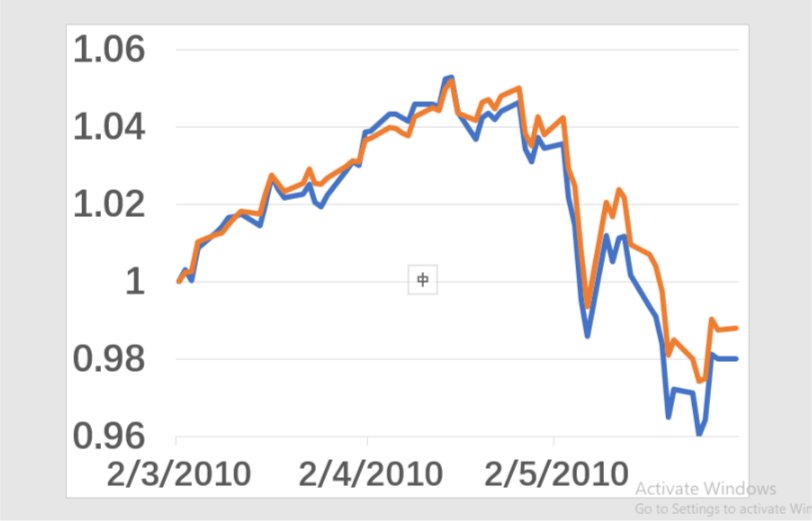 1.06
1.04
1.02
1
中
0.98
0.96
2/3/2010 2/4/2010 2/5/2010
Activate Windows
Go to Settings to activate Win